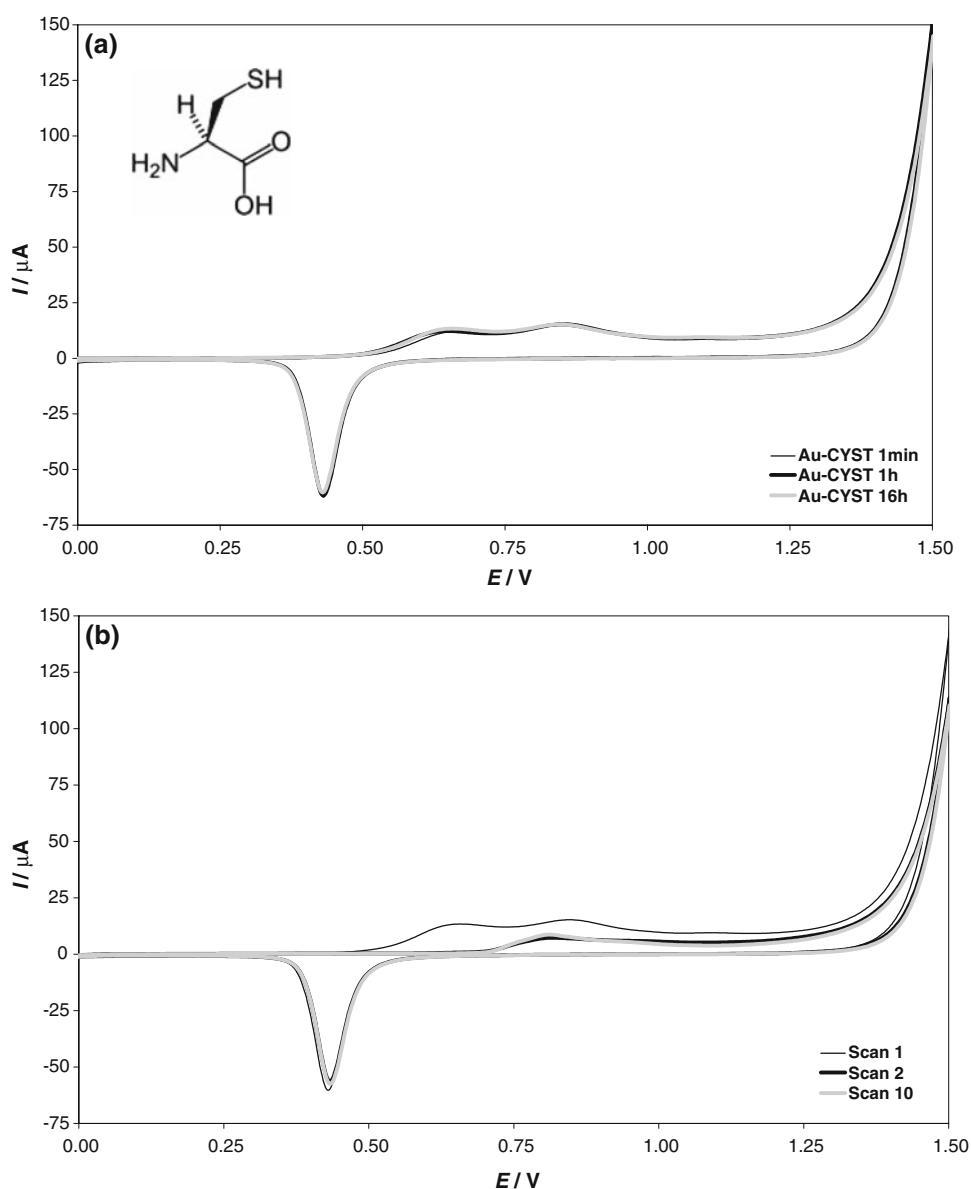 (a)
150
125
100
75
50
25
0
-25
-50
-75
I / µA
SH
H
O
H₂N
OH
Au-CYST 1min
Au-CYST 1h
Au-CYST 16h
0.00 0.25 0.50 0.75 1.00 1.25 1.50
E / V
(b)
150
125
100
75
50
25
0
-25
-50
-75
I / µA
Scan 1
Scan 2
Scan 10
0.00 0.25 0.50 0.75 1.00 1.25 1.50
E / V